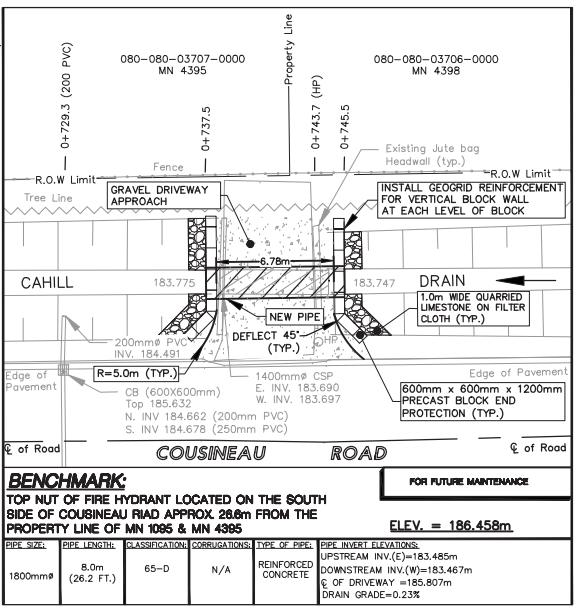 Property Line
080-080-03707-0000
MN 4395
080-080-03706-0000
MN 4398
0+729.3 (200 PVC)
0+737.5
0+743.7 (HP)
0+745.5
Existing Jute bag
Headwall (typ.)
Fence
R.O.W Limit
R.O.W Limit
Tree Line
GRAVEL DRIVEWAY
APPROACH
INSTALL GEOGRID REINFORCEMENT
FOR VERTICAL BLOCK WALL
AT EACH LEVEL OF BLOCK
6.78m
CAHILL
183.775
183.747
DRAIN
1.0m WIDE QUARRIED
LIMESTONE ON FILTER
CLOTH (TYP.)
NEW PIPE
DEFLECT 45°
(TYP.)
HP
200mmø PVC
INV. 184.491
R=5.0m (TYP.)
1400mmø CSP
E. INV. 183.690
W. INV. 183.697
Edge of
Pavement
Edge of
Pavement
CB (600X600mm)
Top 185.632
N. INV 184.662 (200mm PVC)
S. INV 184.678 (250mm PVC)
600mm x 600mm x 1200mm
PRECAST BLOCK END
PROTECTION (TYP.)
℄ of Road
COUSINEAU ROAD
℄ of Road
BENCHMARK:
TOP NUT OF FIRE HYDRANT LOCATED ON THE SOUTH
SIDE OF COUSINEAU RIAD APPROX. 26.6m FROM THE
PROPERTY LINE OF MN 1095 & MN 4395
FOR FUTURE MAINTENANCE
ELEV. = 186.458m
PIPE SIZE: PIPE LENGTH: CLASSIFICATION: CORRUGATIONS: TYPE OF PIPE: PIPE INVERT ELEVATIONS:
1800mmø
8.0m
(26.2 FT.)
65-D
N/A
REINFORCED
CONCRETE
UPSTREAM INV.(E)=183.485m
DOWNSTREAM INV.(W)=183.467m
℄ OF DRIVEWAY =185.807m
DRAIN GRADE=0.23%